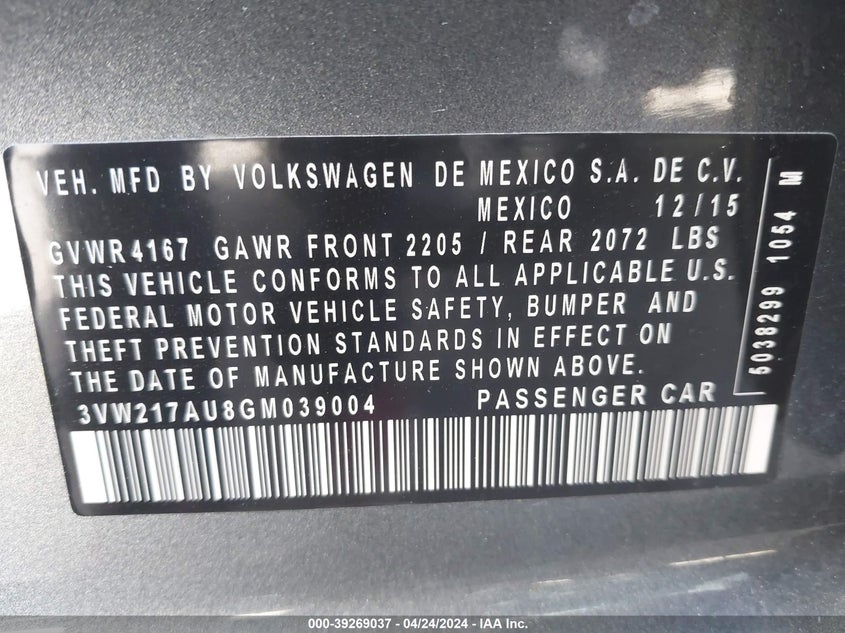 VEH. MFD BY VOLKSWAGEN DE MEXICO S.A. DE C.V.
MEXICO 12/15
GVWR4167 GAWR FRONT 2205 / REAR 2072 LBS
THIS VEHICLE CONFORMS TO ALL APPLICABLE U.S.
FEDERAL MOTOR VEHICLE SAFETY, BUMPER AND
THEFT PREVENTION STANDARDS IN EFFECT ON
THE DATE OF MANUFACTURE SHOWN ABOVE.
3VW217AU8GM039004 PASSENGER CAR
5038299 1054 M
000-39269037 - 04/24/2024 - IAA Inc.